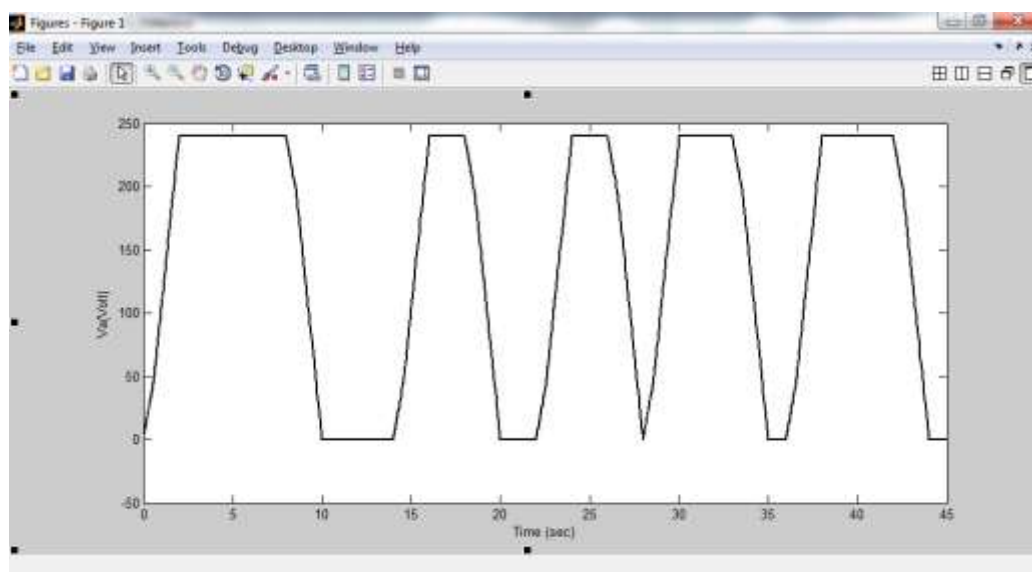 Figures - Figure 1
File Edit View Insert Tools Debug Desktop Window Help
250
200
150
100
50
0
-50
Va(Volt)
0 5 10 15 20 25 30 35 40 45
Time (sec)